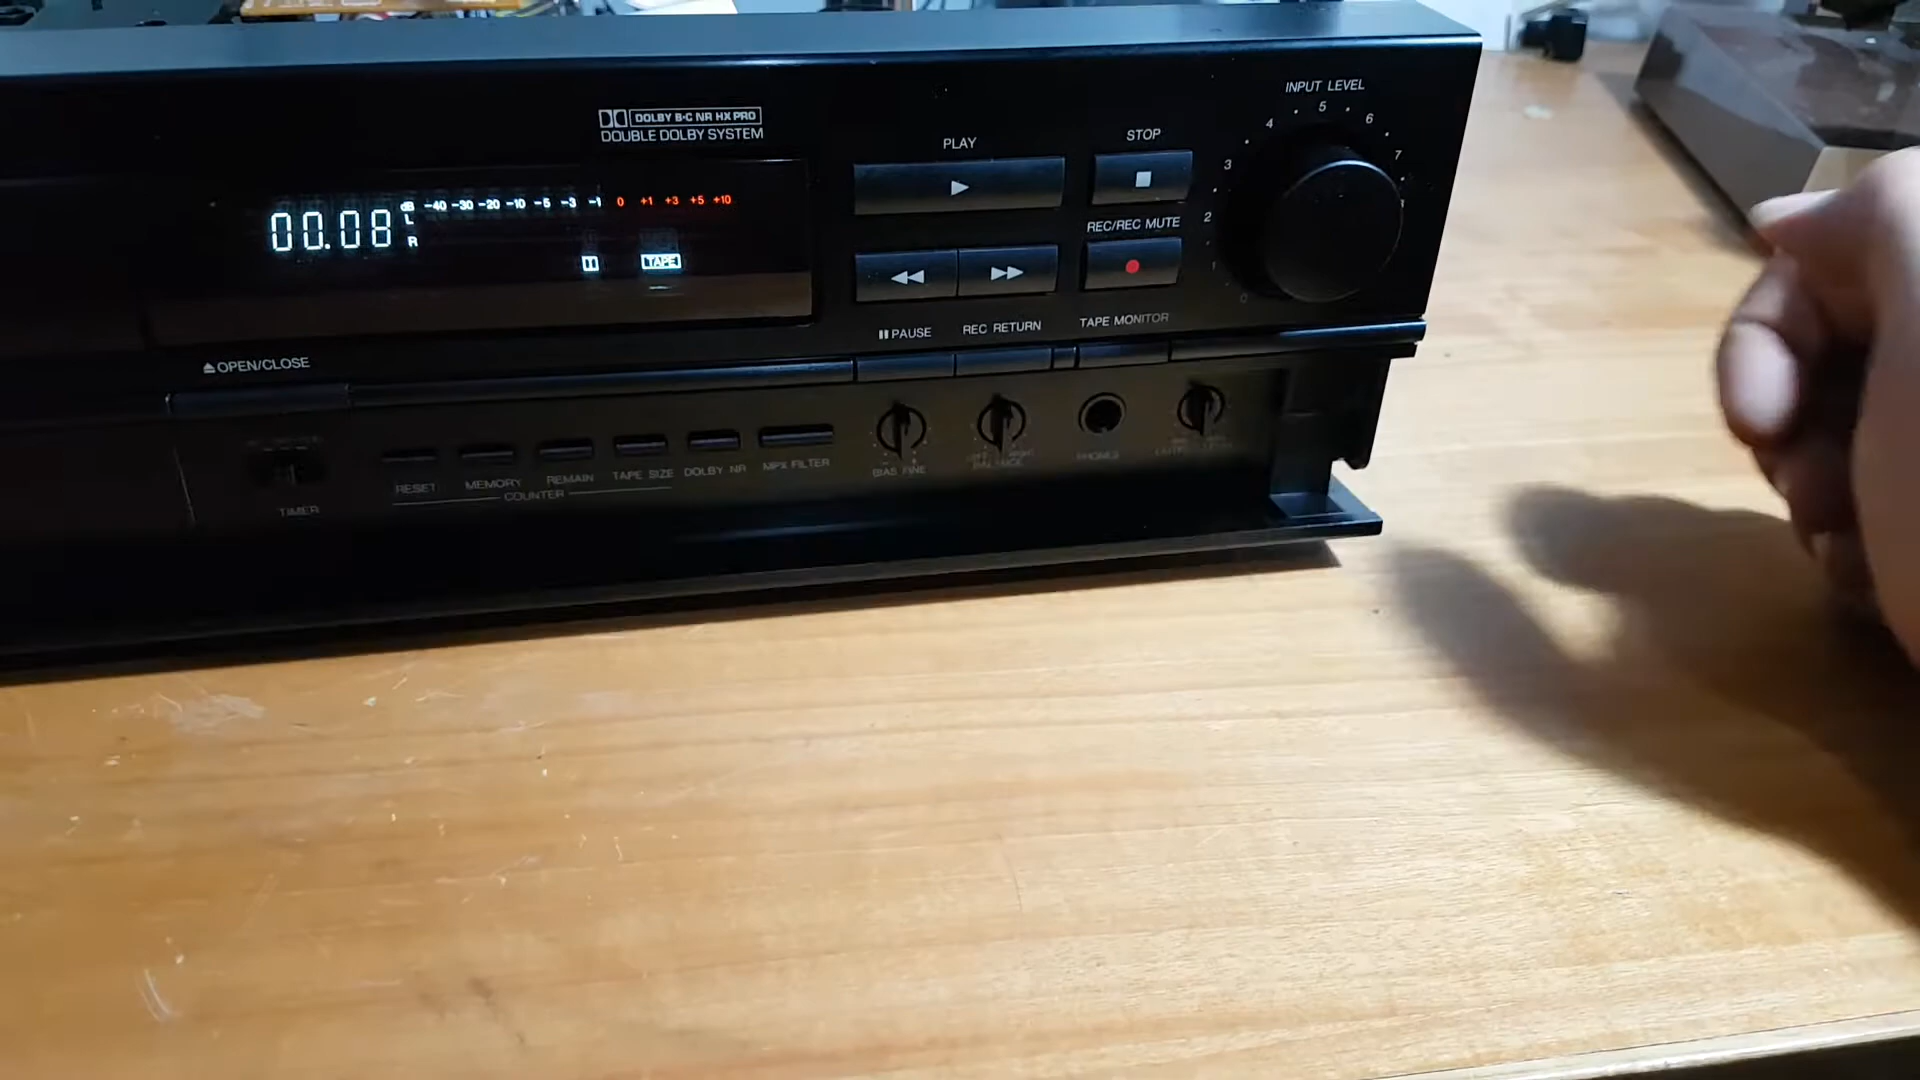 INPUT LEVEL
DOLBY B·C NR HX PRO
DOUBLE DOLBY SYSTEM
0 1 2 3 4 5 6 7
PLAY
STOP
dB -40 -30 -20 -10 -5 -3 -1 0 +1 +3 +5 +10
00.08
L
R
TAPE
REC/REC MUTE
PAUSE
REC RETURN
TAPE MONITOR
OPEN/CLOSE
TIMER
RESET
MEMORY
REMAIN
TAPE SIZE
COUNTER
DOLBY NR
MPX FILTER
BIAS FINE
LEFT RIGHT
BALANCE
PHONES